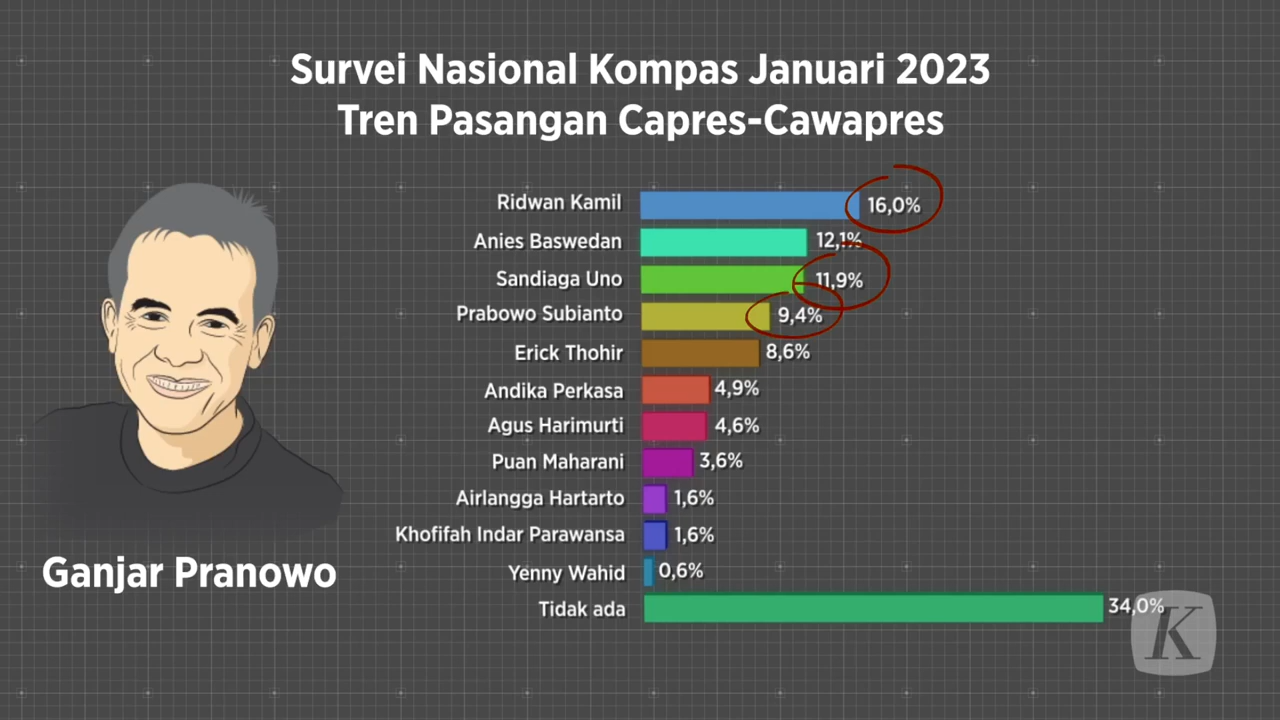 Survei Nasional Kompas Januari 2023
Tren Pasangan Capres-Cawapres
Ridwan Kamil 16,0%
Anies Baswedan 12,1%
Sandiaga Uno 11,9%
Prabowo Subianto 9,4%
Erick Thohir 8,6%
Andika Perkasa 4,9%
Agus Harimurti 4,6%
Puan Maharani 3,6%
Airlangga Hartarto 1,6%
Khofifah Indar Parawansa 1,6%
Yenny Wahid 0,6%
Tidak ada 34,0%
Ganjar Pranowo
K